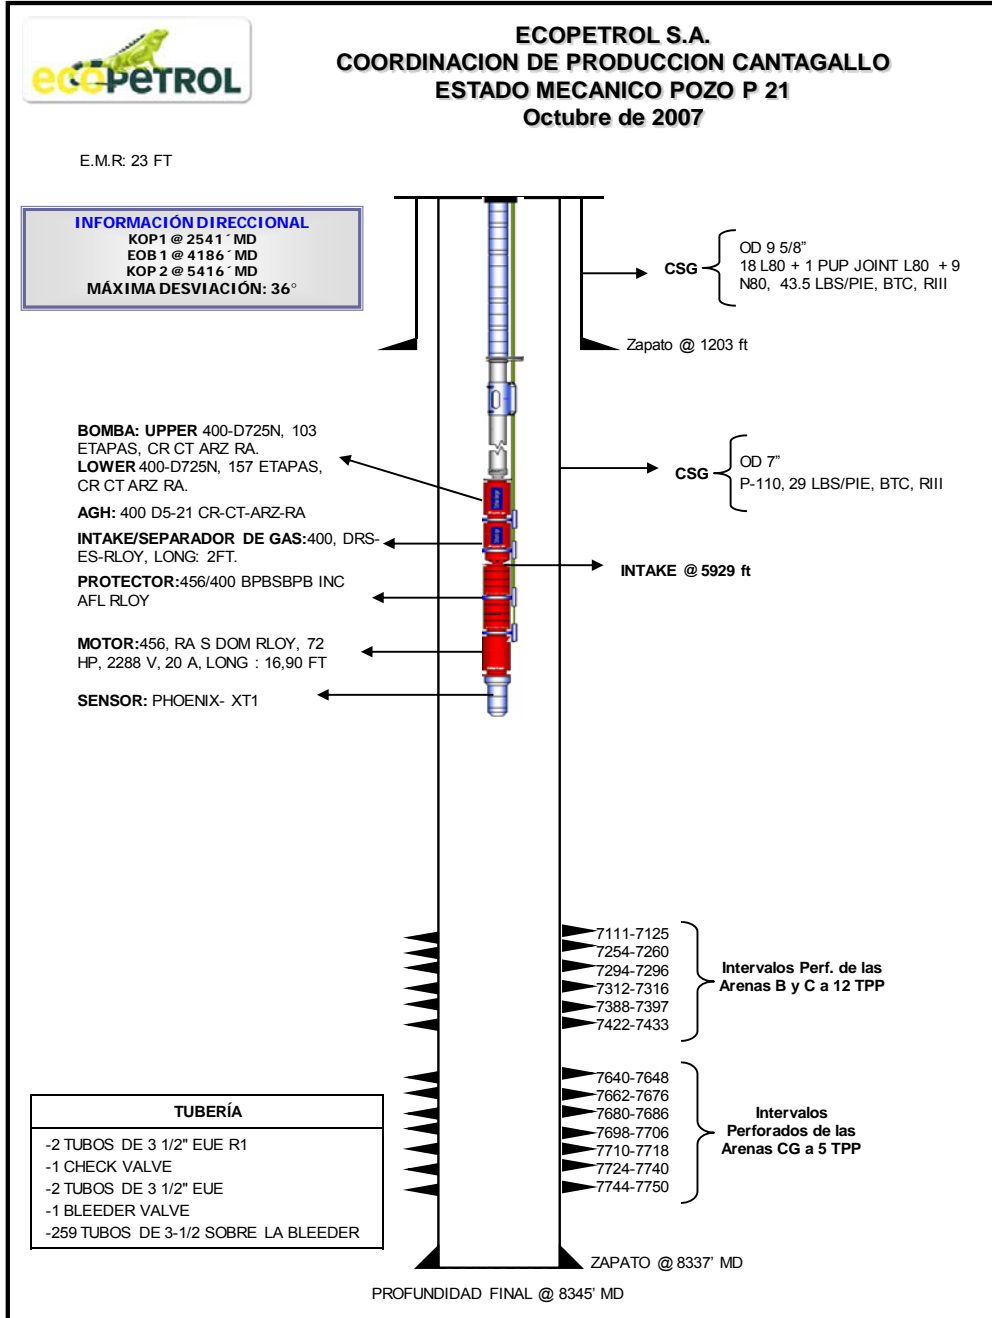 ecopetrol
ECOPETROL S.A.
COORDINACION DE PRODUCCION CANTAGALLO
ESTADO MECANICO POZO P 21
Octubre de 2007
E.M.R: 23 FT
INFORMACIÓN DIRECCIONAL
KOP1 @ 2541´ MD
EOB 1 @ 4186´ MD
KOP 2 @ 5416´ MD
MÁXIMA DESVIACIÓN: 36°
CSG
OD 9 5/8"
18 L80 + 1 PUP JOINT L80 + 9
N80, 43.5 LBS/PIE, BTC, RIII
Zapato @ 1203 ft
BOMBA: UPPER 400-D725N, 103
ETAPAS, CR CT ARZ RA.
LOWER 400-D725N, 157 ETAPAS,
CR CT ARZ RA.
AGH: 400 D5-21 CR-CT-ARZ-RA
INTAKE/SEPARADOR DE GAS:400, DRS-
ES-RLOY, LONG: 2FT.
PROTECTOR:456/400 BPBSBPB INC
AFL RLOY
MOTOR:456, RA S DOM RLOY, 72
HP, 2288 V, 20 A, LONG : 16,90 FT
SENSOR: PHOENIX- XT1
CSG
OD 7"
P-110, 29 LBS/PIE, BTC, RIII
INTAKE @ 5929 ft
7111-7125
7254-7260
7294-7296
7312-7316
7388-7397
7422-7433
Intervalos Perf. de las
Arenas B y C a 12 TPP
7640-7648
7662-7676
7680-7686
7698-7706
7710-7718
7724-7740
7744-7750
Intervalos
Perforados de las
Arenas CG a 5 TPP
TUBERÍA
-2 TUBOS DE 3 1/2" EUE R1
-1 CHECK VALVE
-2 TUBOS DE 3 1/2" EUE
-1 BLEEDER VALVE
-259 TUBOS DE 3-1/2 SOBRE LA BLEEDER
ZAPATO @ 8337' MD
PROFUNDIDAD FINAL @ 8345' MD